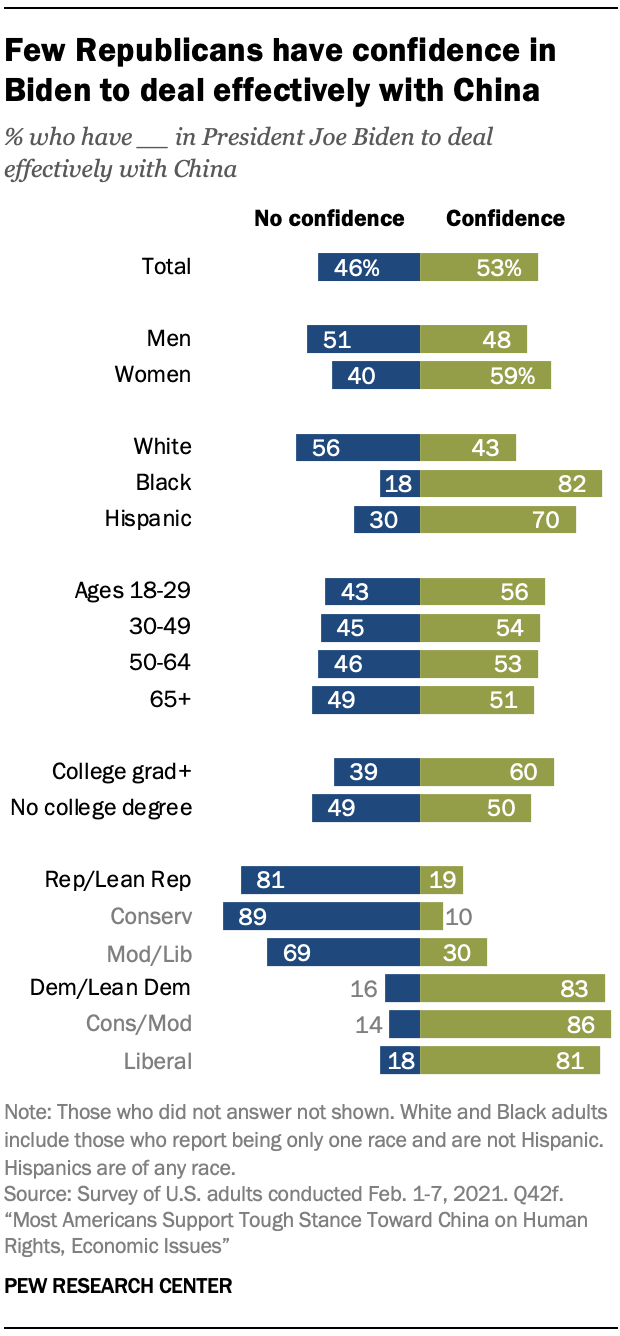 Few Republicans have confidence in
Biden to deal effectively with China
% who have __ in President Joe Biden to deal
effectively with China
No confidence Confidence
Total 46% 53%
Men 51 48
Women 40 59%
White 56 43
Black 18 82
Hispanic 30 70
Ages 18-29 43 56
30-49 45 54
50-64 46 53
65+ 49 51
College grad+ 39 60
No college degree 49 50
Rep/Lean Rep 81 19
Conserv 89 10
Mod/Lib 69 30
Dem/Lean Dem 16 83
Cons/Mod 14 86
Liberal 18 81
Note: Those who did not answer not shown. White and Black adults
include those who report being only one race and are not Hispanic.
Hispanics are of any race.
Source: Survey of U.S. adults conducted Feb. 1-7, 2021. Q42f.
“Most Americans Support Tough Stance Toward China on Human
Rights, Economic Issues”
PEW RESEARCH CENTER